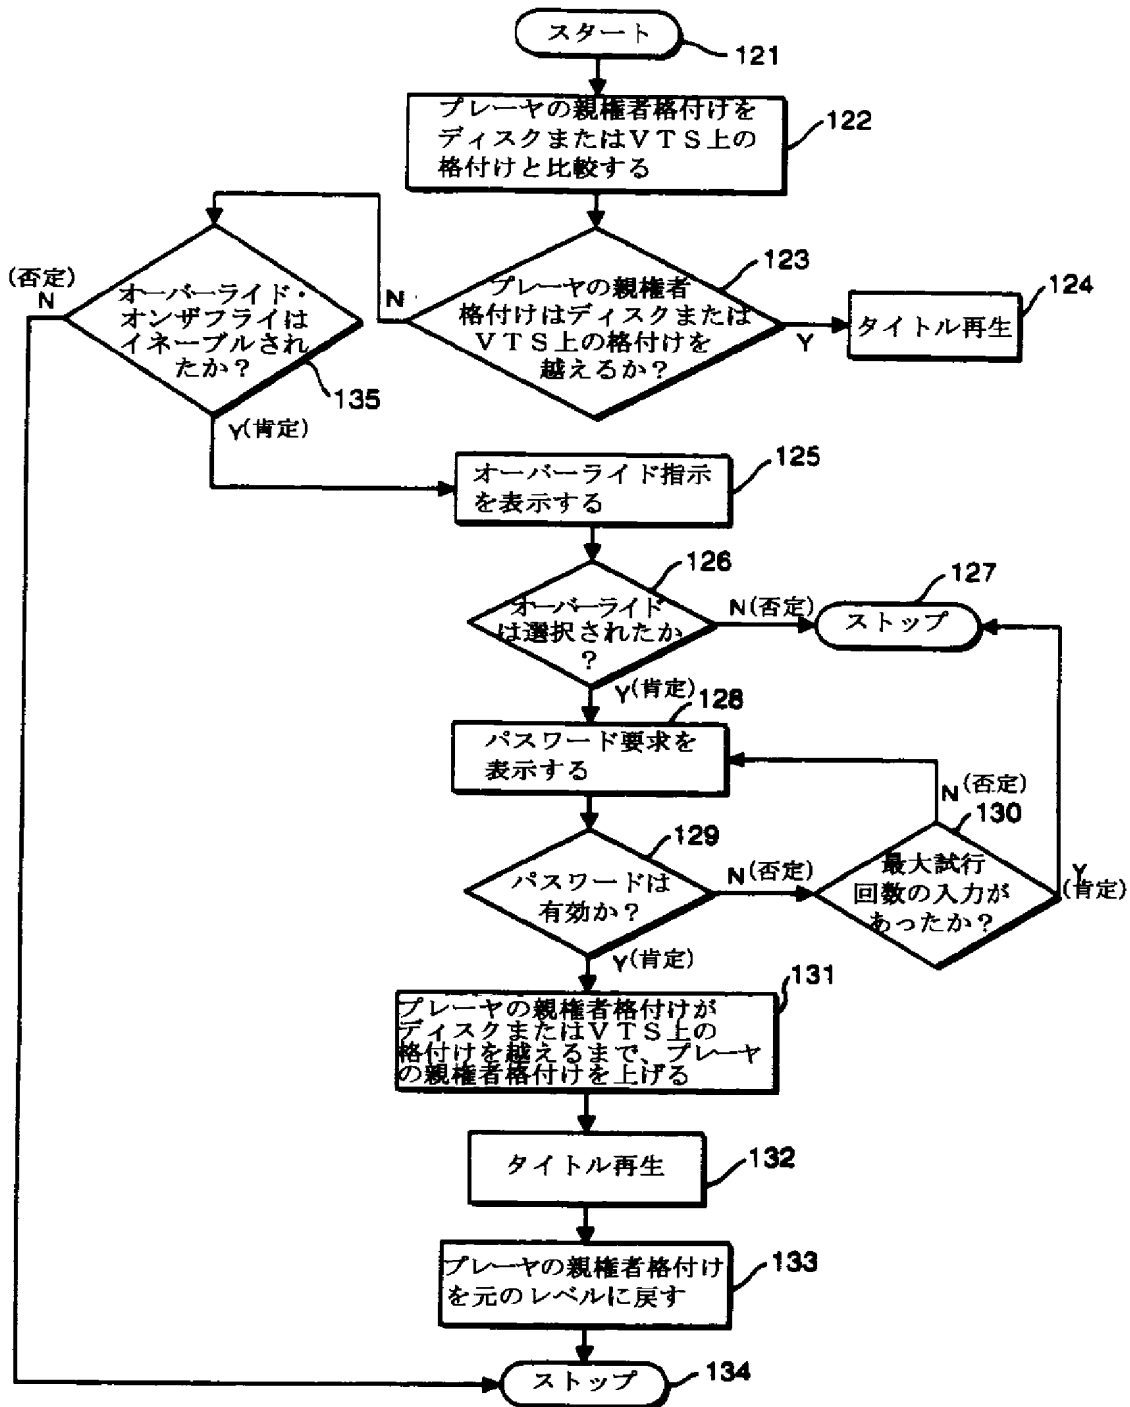 スタート
121
プレーヤの親権者格付けを
ディスクまたはVTS上の
格付けと比較する
122
プレーヤの親権者
格付けはディスクまたは
VTS上の格付けを
越えるか?
123
N
Y
タイトル再生
124
オーバーライド・
オンザフライは
イネーブルされ
たか?
135
(否定)
N
Y(肯定)
オーバーライド指示
を表示する
125
オーバーライド
は選択されたか
?
126
N(否定)
ストップ
127
Y(肯定)
パスワード要求を
表示する
128
パスワードは
有効か?
129
N(否定)
N(否定)
最大試行
回数の入力が
あったか?
130
Y
(肯定)
Y(肯定)
プレーヤの親権者格付けが
ディスクまたはVTS上の
格付けを越えるまで、プレーヤ
の親権者格付けを上げる
131
タイトル再生
132
プレーヤの親権者格付け
を元のレベルに戻す
133
ストップ
134